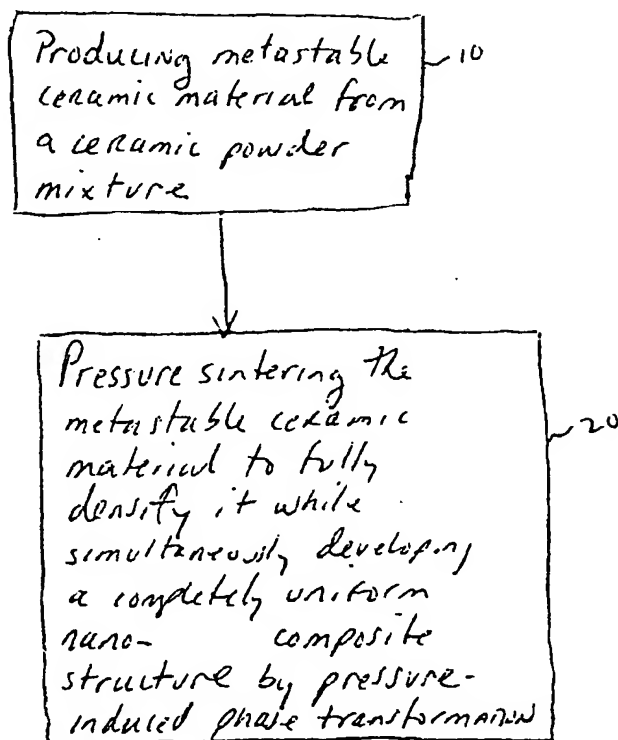 Producing metastable
ceramic material from
a ceramic powder
mixture
10
Pressure sintering the
metastable ceramic
material to fully
densify it while
simultaneously developing
a completely uniform
nano- composite
structure by pressure-
induced phase transformation
20